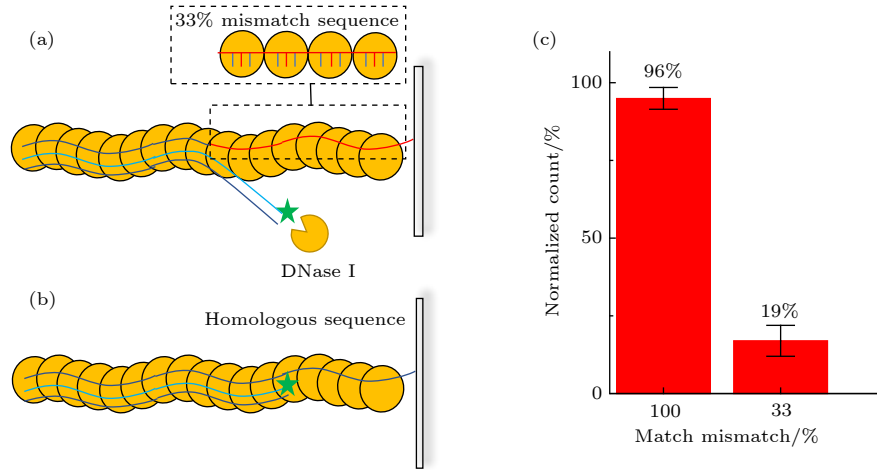 (a)
33% mismatch sequence
DNase I
(b)
Homologous sequence
(c)
96%
19%
100
50
0
Normalized count/%
100
33
Match mismatch/%